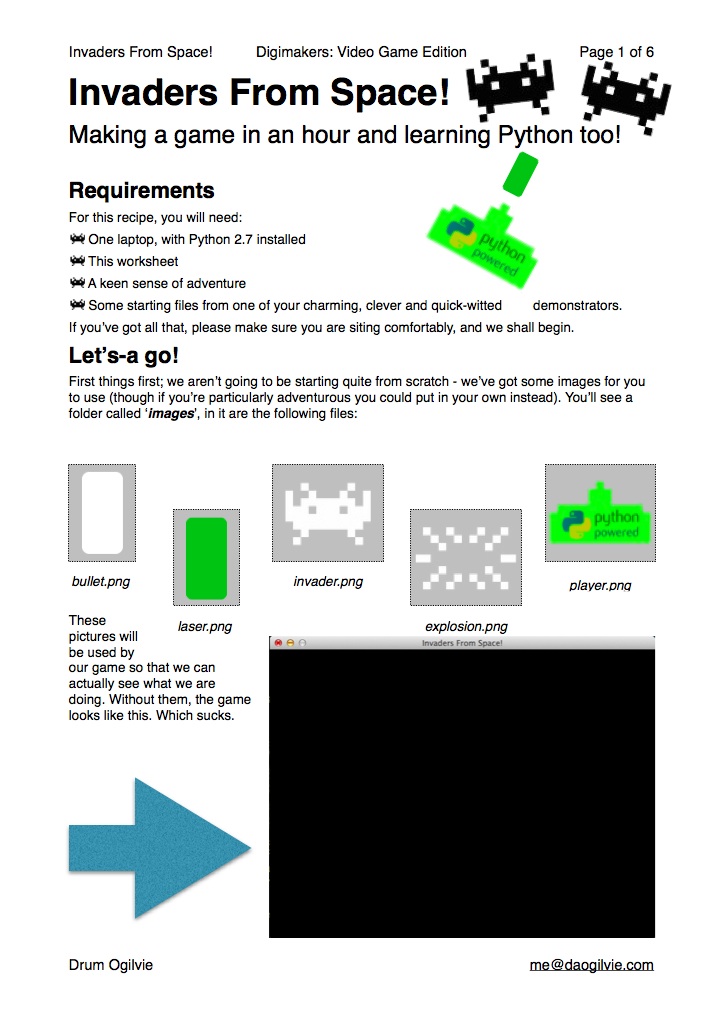 Invaders From Space! Digimakers: Video Game Edition Page 1 of 6
Invaders From Space!
Making a game in an hour and learning Python too!
python
powered
Requirements
For this recipe, you will need:
One laptop, with Python 2.7 installed
This worksheet
A keen sense of adventure
Some starting files from one of your charming, clever and quick-witted demonstrators.
If you’ve got all that, please make sure you are siting comfortably, and we shall begin.
Let’s-a go!
First things first; we aren’t going to be starting quite from scratch - we’ve got some images for you
to use (though if you’re particularly adventurous you could put in your own instead). You’ll see a
folder called ‘images’, in it are the following files:
python
powered
bullet.png
laser.png
invader.png
explosion.png
player.png
These
pictures will
be used by
our game so that we can
actually see what we are
doing. Without them, the game
looks like this. Which sucks.
Invaders From Space!
Drum Ogilvie me@daogilvie.com